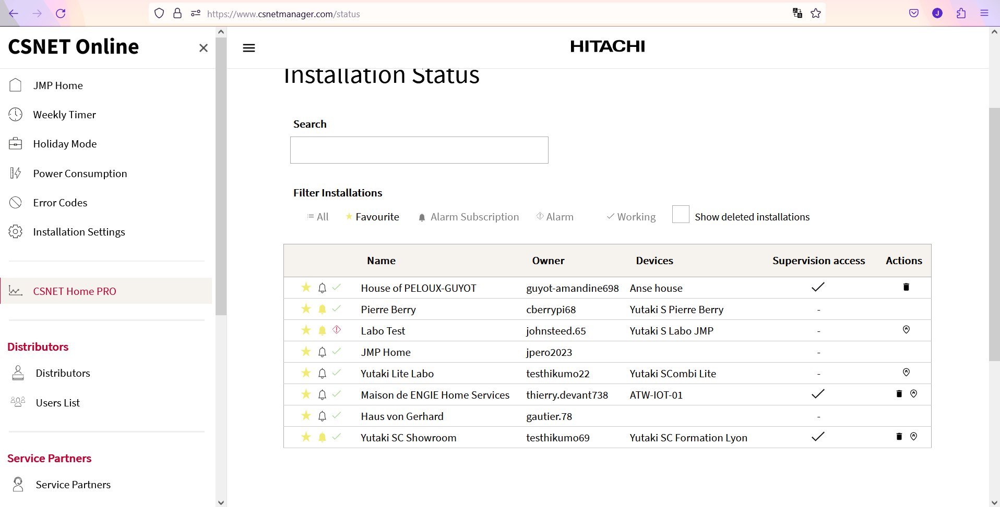 https://www.csnetmanager.com/status
J
CSNET Online
HITACHI
JMP Home
Weekly Timer
Holiday Mode
Power Consumption
Error Codes
Installation Settings
CSNET Home PRO
Distributors
Distributors
Users List
Service Partners
Service Partners
Installation Status
Search
Filter Installations
All Favourite Alarm Subscription Alarm Working Show deleted installations
Name Owner Devices Supervision access Actions
House of PELOUX-GUYOT guyot-amandine698 Anse house
Pierre Berry cberrypi68 Yutaki S Pierre Berry -
Labo Test johnsteed.65 Yutaki S Labo JMP -
JMP Home jpero2023 -
Yutaki Lite Labo testhikumo22 Yutaki SCombi Lite -
Maison de ENGIE Home Services thierry.devant738 ATW-IOT-01
Haus von Gerhard gautier.78 -
Yutaki SC Showroom testhikumo69 Yutaki SC Formation Lyon